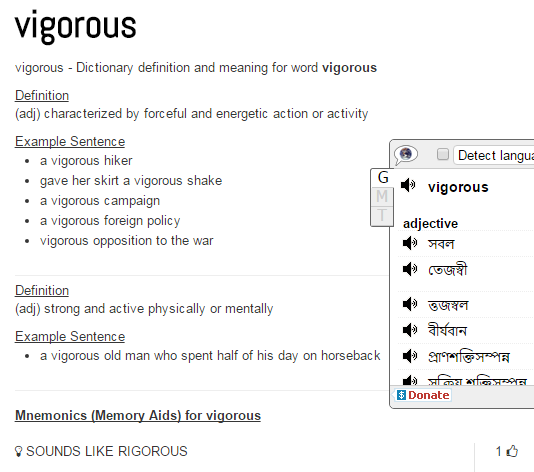 vigorous
vigorous - Dictionary definition and meaning for word vigorous
Definition
(adj) characterized by forceful and energetic action or activity
Example Sentence
a vigorous hiker
gave her skirt a vigorous shake
a vigorous campaign
a vigorous foreign policy
vigorous opposition to the war
Definition
(adj) strong and active physically or mentally
Example Sentence
a vigorous old man who spent half of his day on horseback
Mnemonics (Memory Aids) for vigorous
SOUNDS LIKE RIGOROUS
1
Detect langua
G
M
T
vigorous
adjective
সবল
তেজস্বী
ত্তজস্বল
বীর্যবান
প্রাণশক্তিসম্পন্ন
সক্রিয় শক্তিসম্পন্ন
$ Donate